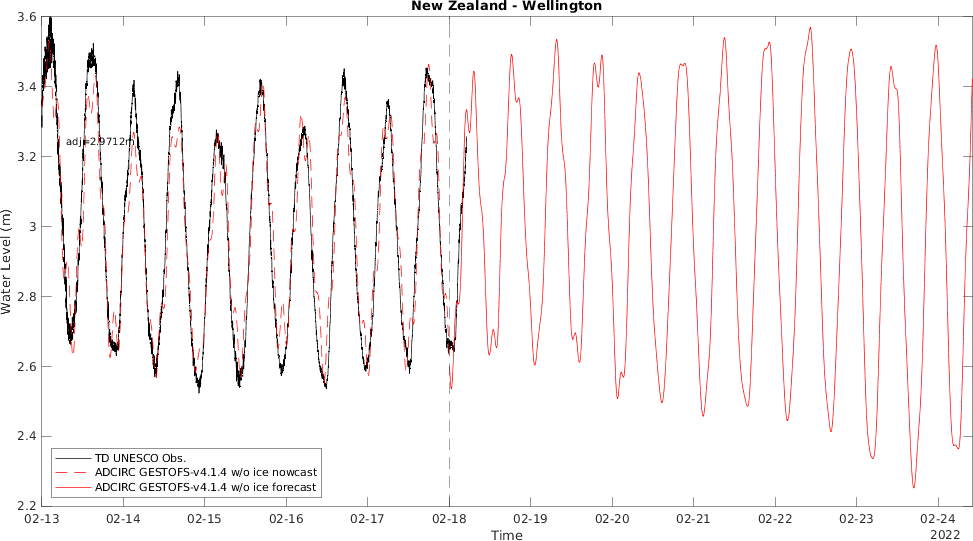 New Zealand - Wellington
3.6
3.4
3.2
3
2.8
2.6
2.4
2.2
Water Level (m)
adj=2.9712m
TD UNESCO Obs.
ADCIRC GESTOFS-v4.1.4 w/o ice nowcast
ADCIRC GESTOFS-v4.1.4 w/o ice forecast
02-13 02-14 02-15 02-16 02-17 02-18 02-19 02-20 02-21 02-22 02-23 02-24
Time
2022